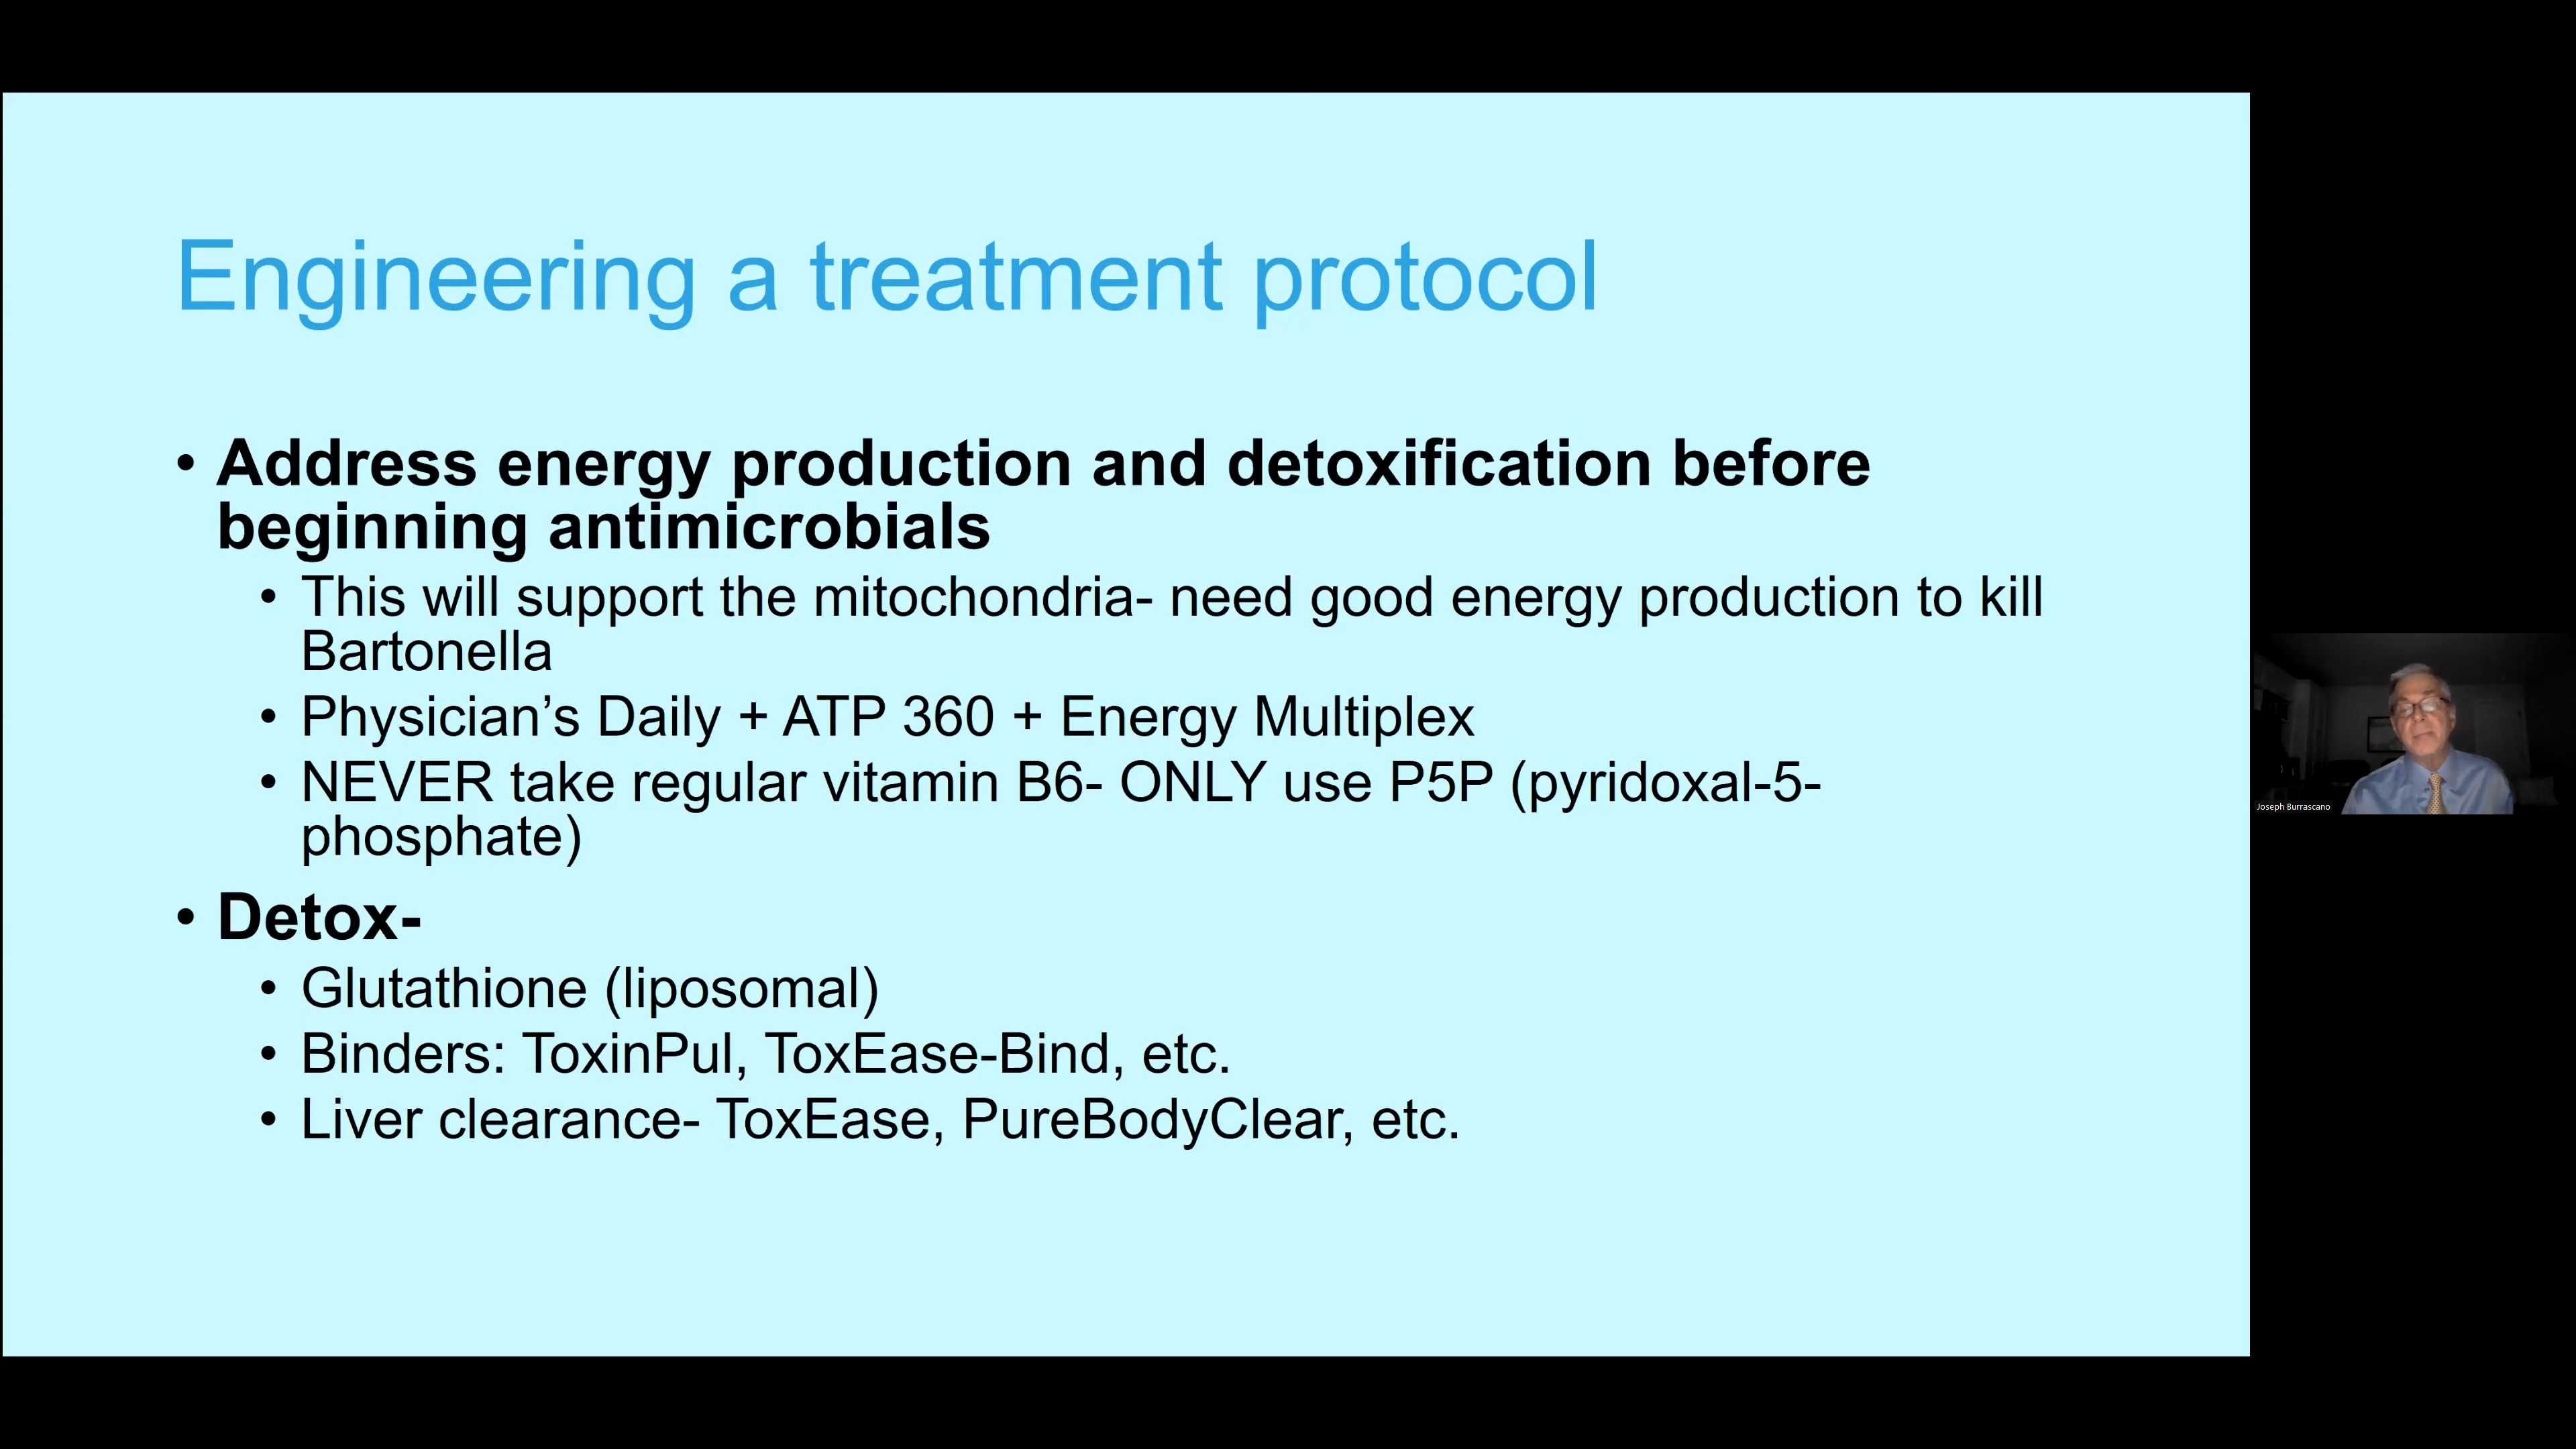 Engineering a treatment protocol
• Address energy production and detoxification before
beginning antimicrobials
• This will support the mitochondria- need good energy production to kill
Bartonella
• Physician’s Daily + ATP 360 + Energy Multiplex
• NEVER take regular vitamin B6- ONLY use P5P (pyridoxal-5-
phosphate)
• Detox-
• Glutathione (liposomal)
• Binders: ToxinPul, ToxEase-Bind, etc.
• Liver clearance- ToxEase, PureBodyClear, etc.
Joseph Burrascano